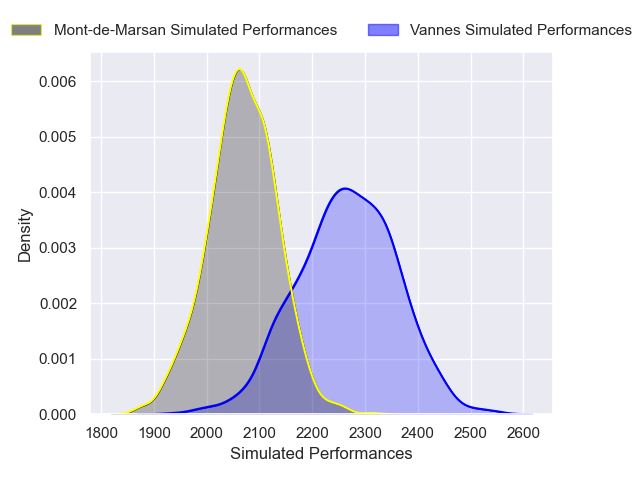 Mont-de-Marsan Simulated Performances Vannes Simulated Performances
0.006
0.005
0.004
0.003
0.002
0.001
0.000
Density
1800 1900 2000 2100 2200 2300 2400 2500 2600
Simulated Performances